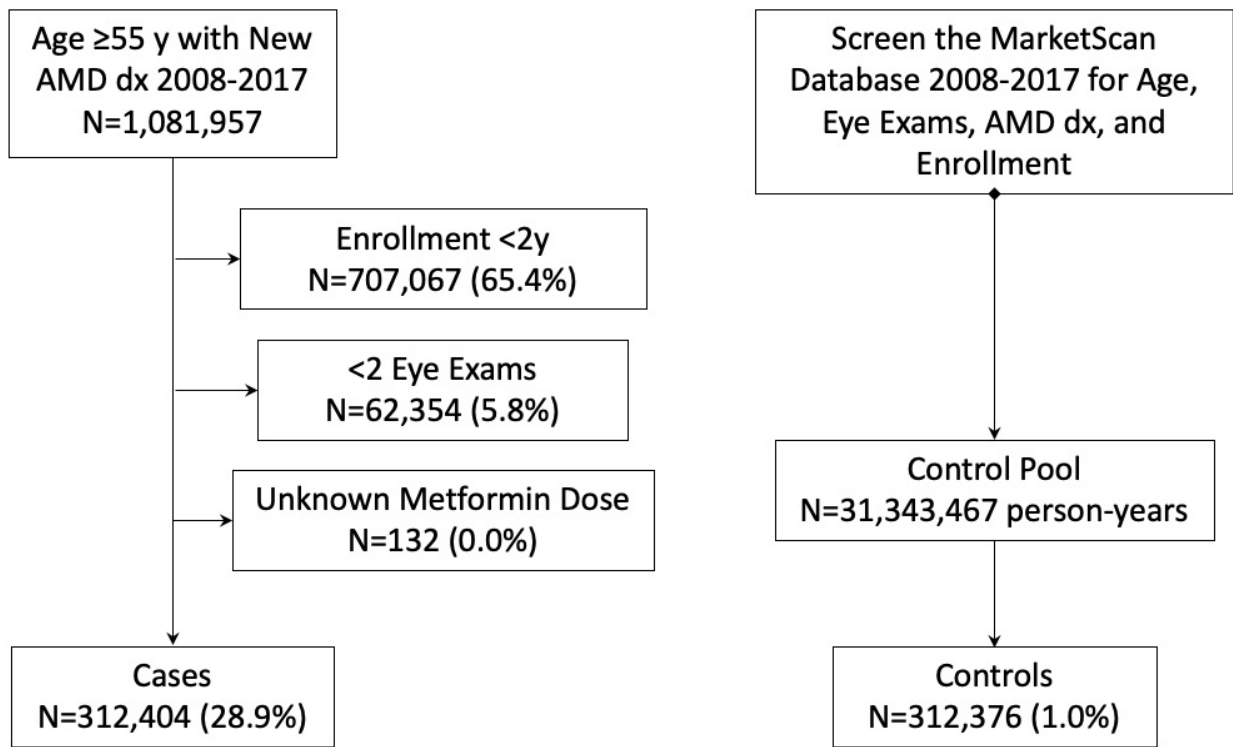 Age ≥55 y with New
AMD dx 2008-2017
N=1,081,957
Enrollment <2y
N=707,067 (65.4%)
<2 Eye Exams
N=62,354 (5.8%)
Unknown Metformin Dose
N=132 (0.0%)
Cases
N=312,404 (28.9%)
Screen the MarketScan
Database 2008-2017 for Age,
Eye Exams, AMD dx, and
Enrollment
Control Pool
N=31,343,467 person-years
Controls
N=312,376 (1.0%)